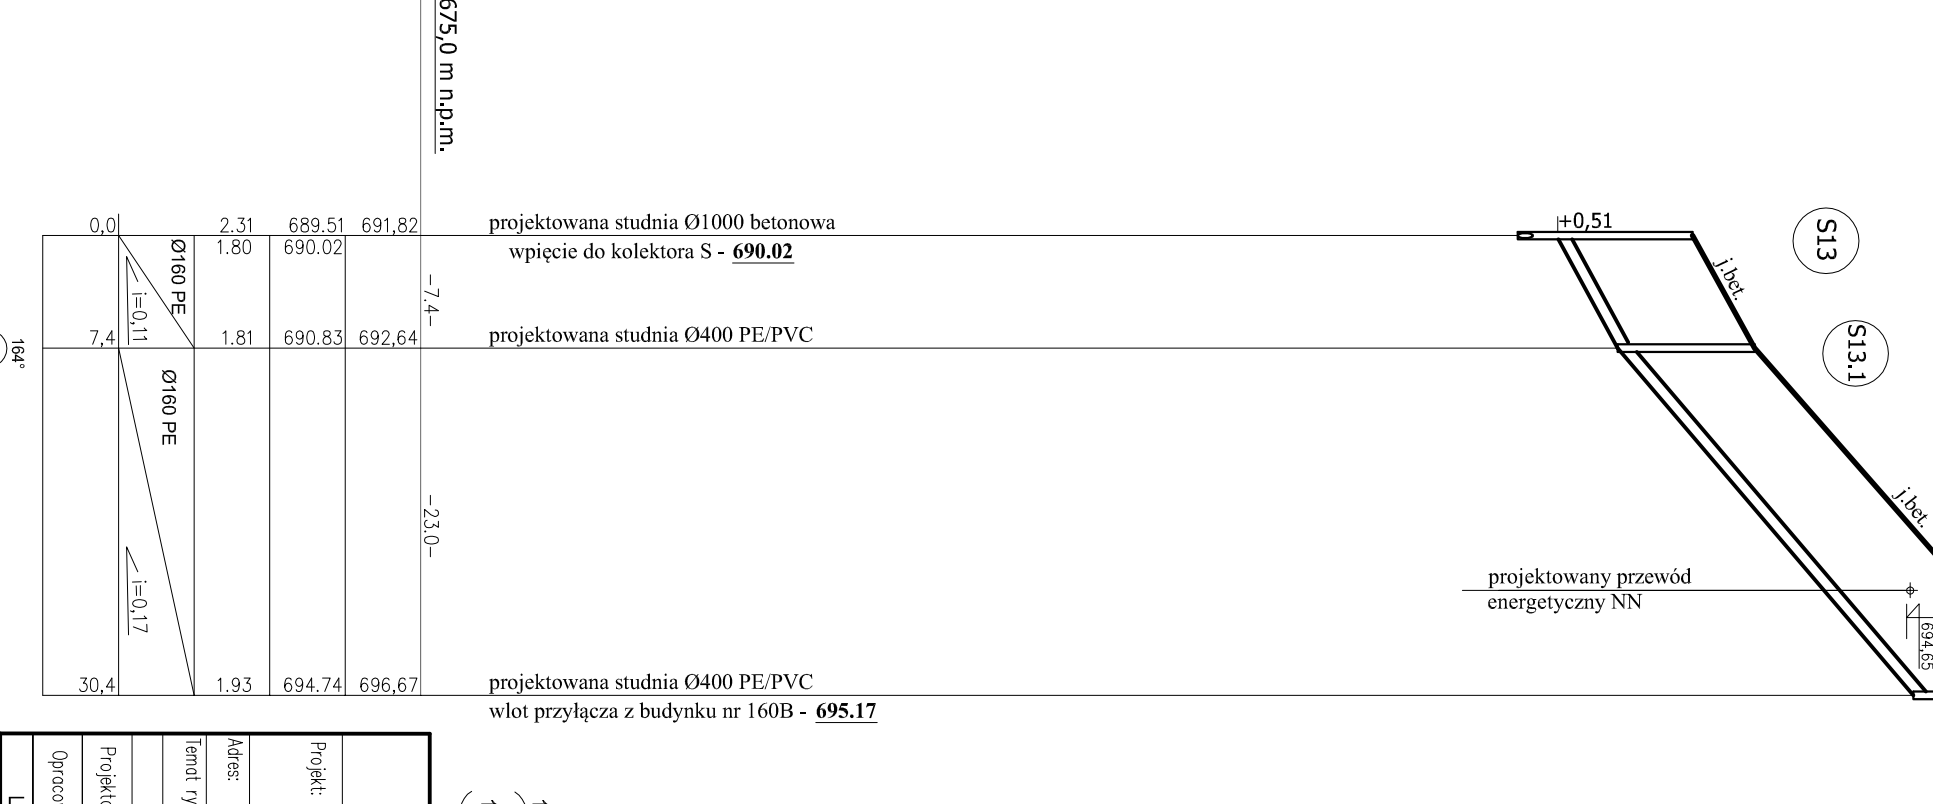 675,0 m n.p.m.
0,0
2.31
689.51
691,82
projektowana studnia Ø1000 betonowa
+0,51
S13
1.80
690.02
wpięcie do kolektora S - 690.02
Ø160 PE
i=0,11
-7.4-
j.bet.
7,4
1.81
690.83
692,64
projektowana studnia Ø400 PE/PVC
S13.1
164°
Ø160 PE
-23.0-
j.bet.
i=0,17
projektowany przewód
energetyczny NN
694,65
30,4
1.93
694.74
696,67
projektowana studnia Ø400 PE/PVC
wlot przyłącza z budynku nr 160B - 695.17
Projekt:
Adres:
Temat ry
Projekto
Opraco
L